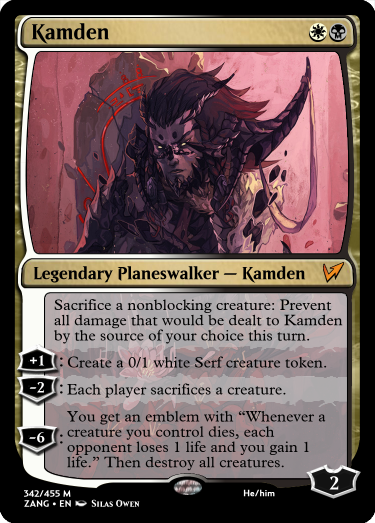 Kamden
Legendary Planeswalker — Kamden
Sacrifice a nonblocking creature: Prevent
all damage that would be dealt to Kamden
by the source of your choice this turn.
+1: Create a 0/1 white Serf creature token.
−2: Each player sacrifices a creature.
You get an emblem with “Whenever a
creature you control dies, each
−6: opponent loses 1 life and you gain 1
life.” Then destroy all creatures.
2
342/455 M
He/him
ZANG • EN Silas Owen